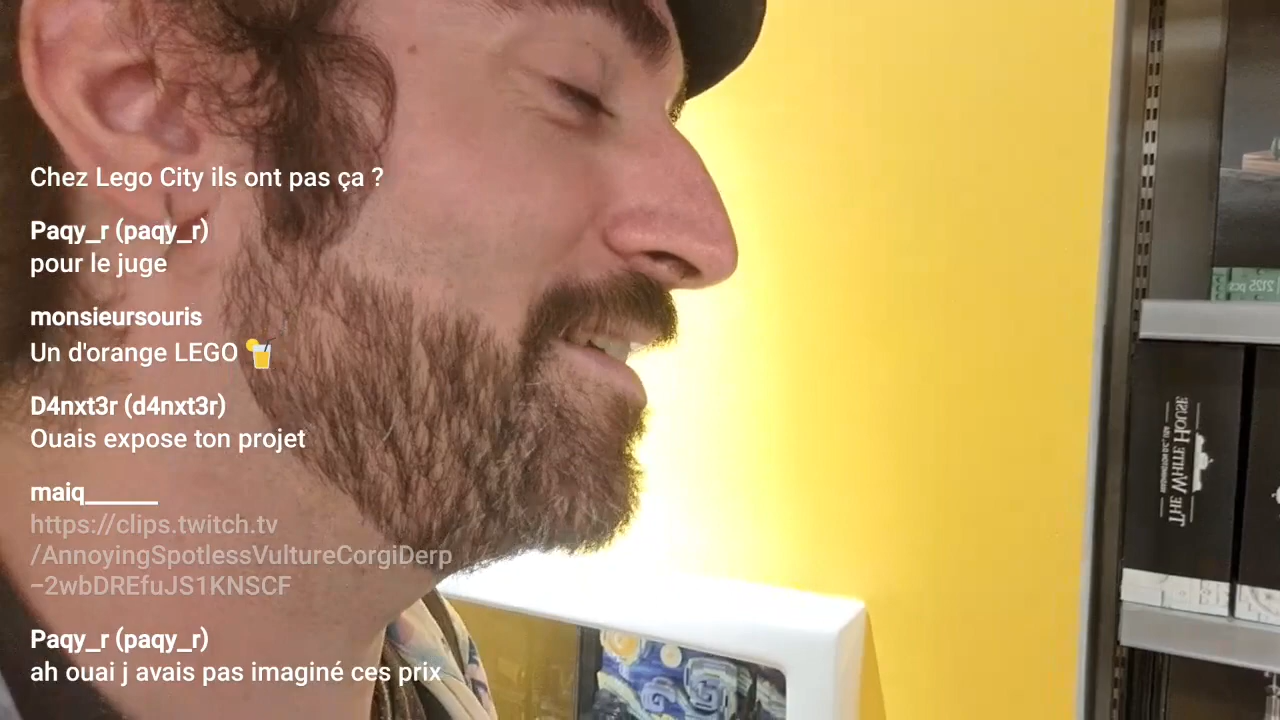 Chez Lego City ils ont pas ça ?
Paqy_r (paqy_r)
pour le juge
monsieursouris
Un d'orange LEGO
D4nxt3r (d4nxt3r)
Ouais expose ton projet
maiq______
https://clips.twitch.tv
/AnnoyingSpotlessVultureCorgiDerp
-2wbDREfuJS1KNSCF
Paqy_r (paqy_r)
ah ouai j avais pas imaginé ces prix
2125 pcs
THE WHITE HOUSE